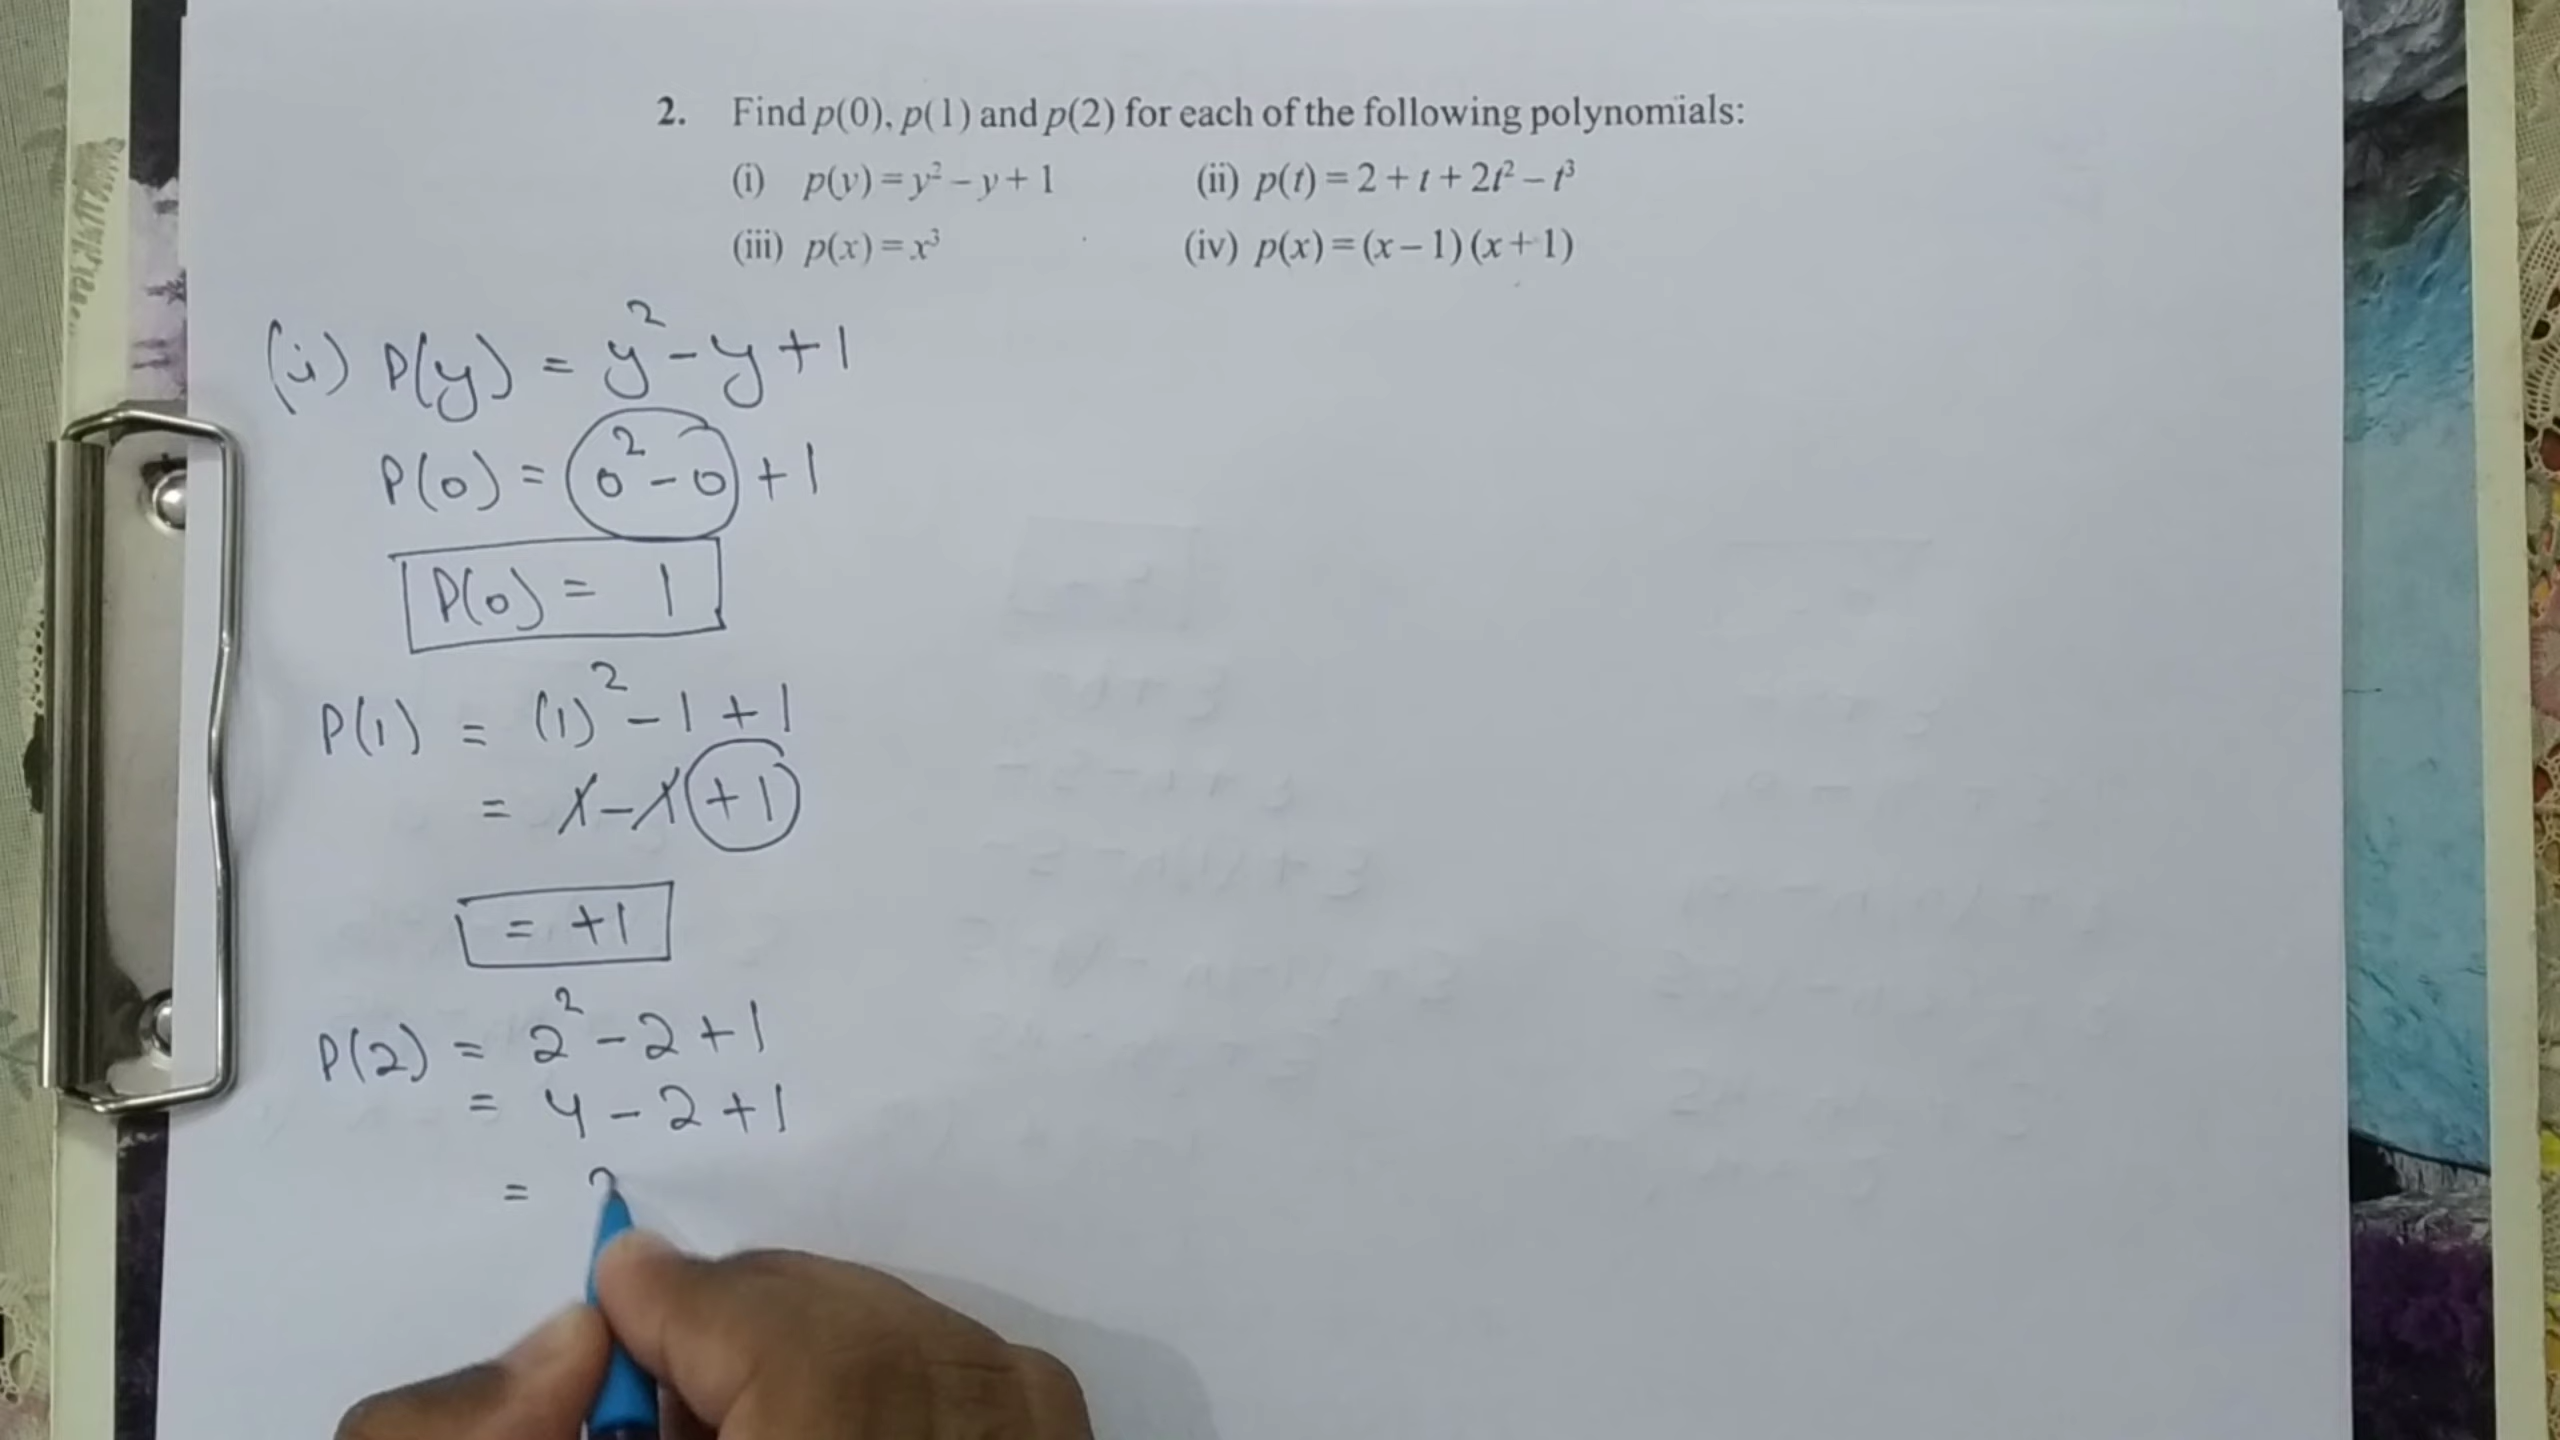 2. Find p(0), p(1) and p(2) for each of the following polynomials:
(i) p(y) = y² – y + 1 (ii) p(t) = 2 + t + 2t² – t³
(iii) p(x) = x³ (iv) p(x) = (x – 1) (x + 1)
(i) P(y) = y² - y + 1
P(0) = 0² - 0 + 1
P(0) = 1
P(1) = (1)² - 1 + 1
= 1 - 1 + 1
= +1
P(2) = 2² - 2 + 1
= 4 - 2 + 1
=